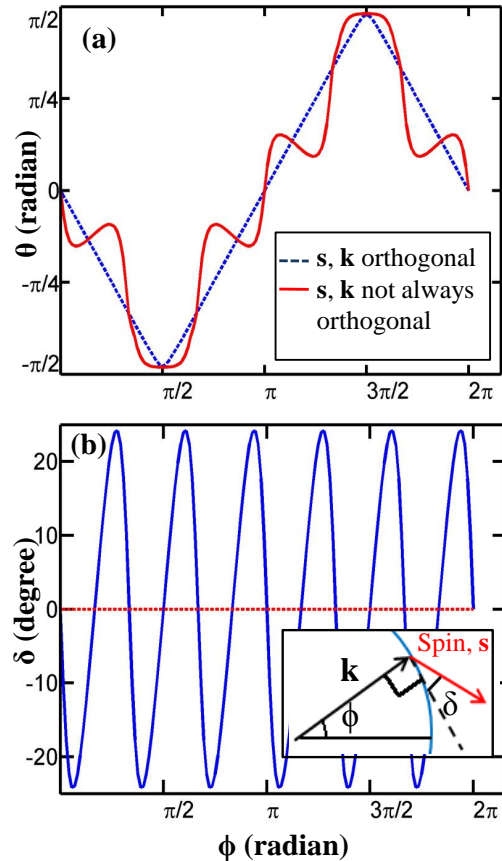 (a)
θ (radian)
π/2
π/4
0
-π/4
-π/2
s, k orthogonal
s, k not always
orthogonal
π/2
π
3π/2
2π
(b)
δ (degree)
20
10
0
-10
-20
Spin, s
k
ϕ
δ
π/2
π
3π/2
2π
ϕ (radian)